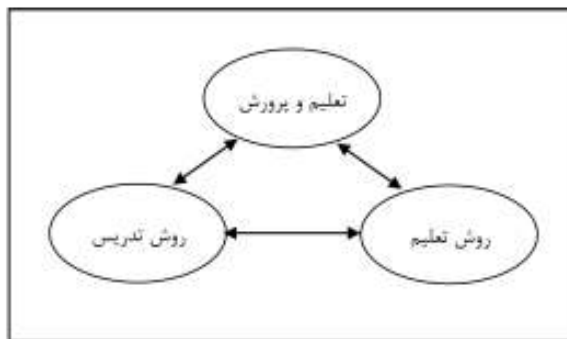 تعلیم و پرورش
روش تعلیم
روش تدریس